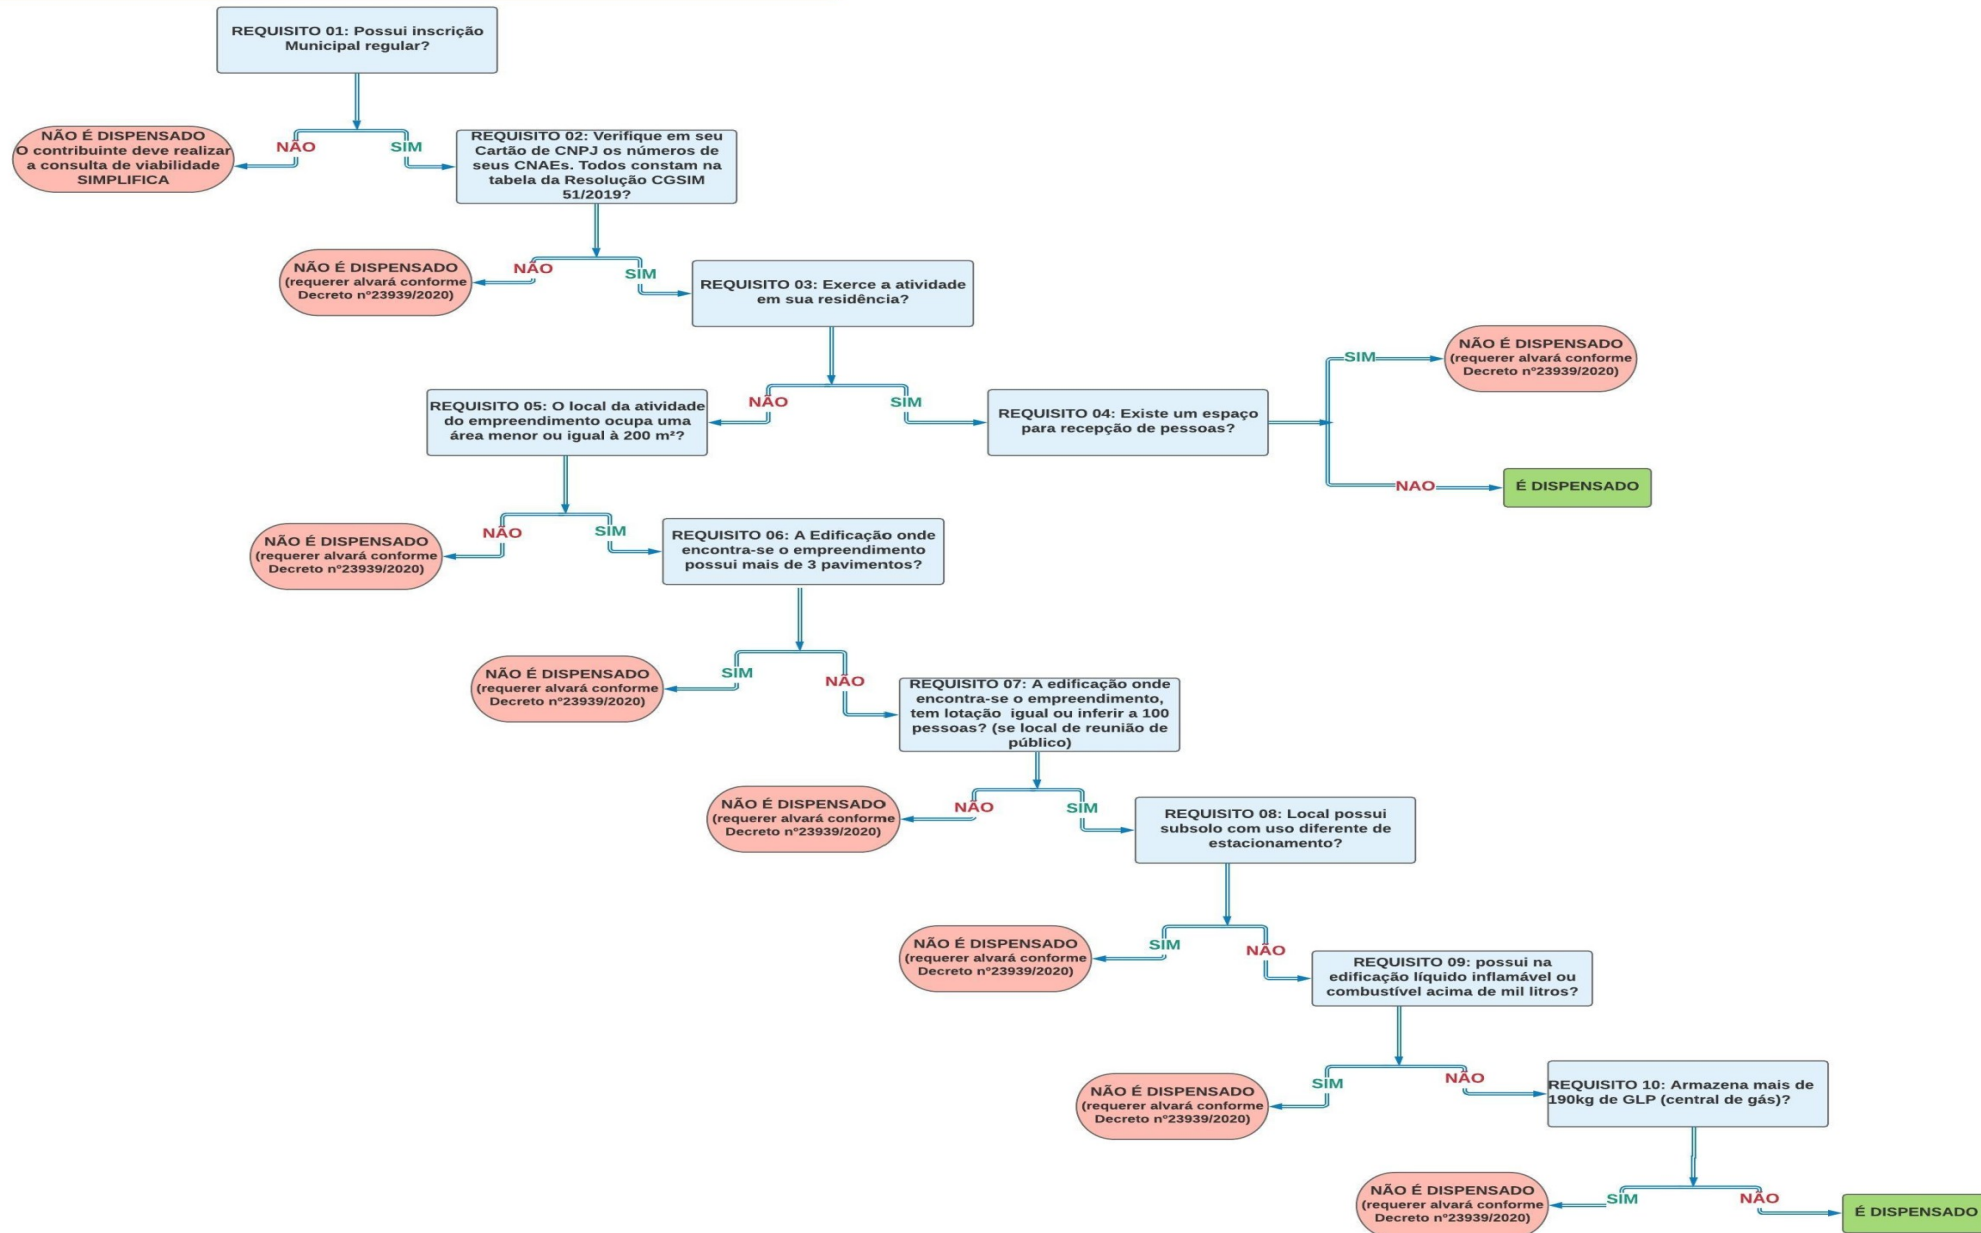 REQUISITO 01: Possui inscrição
Municipal regular?
NÃO É DISPENSADO
O contribuinte deve realizar
a consulta de viabilidade
SIMPLIFICA
NÃO
SIM
REQUISITO 02: Verifique em seu
Cartão de CNPJ os números de
seus CNAEs. Todos constam na
tabela da Resolução CGSIM
51/2019?
NÃO É DISPENSADO
(requerer alvará conforme
Decreto nº23939/2020)
NÃO
SIM
REQUISITO 03: Exerce a atividade
em sua residência?
NÃO
SIM
REQUISITO 04: Existe um espaço
para recepção de pessoas?
SIM
NÃO É DISPENSADO
(requerer alvará conforme
Decreto nº23939/2020)
NAO
É DISPENSADO
REQUISITO 05: O local da atividade
do empreendimento ocupa uma
área menor ou igual à 200 m²?
NÃO É DISPENSADO
(requerer alvará conforme
Decreto nº23939/2020)
NÃO
SIM
REQUISITO 06: A Edificação onde
encontra-se o empreendimento
possui mais de 3 pavimentos?
NÃO É DISPENSADO
(requerer alvará conforme
Decreto nº23939/2020)
SIM
NÃO
REQUISITO 07: A edificação onde
encontra-se o empreendimento,
tem lotação igual ou inferir a 100
pessoas? (se local de reunião de
público)
NÃO É DISPENSADO
(requerer alvará conforme
Decreto nº23939/2020)
NÃO
SIM
REQUISITO 08: Local possui
subsolo com uso diferente de
estacionamento?
NÃO É DISPENSADO
(requerer alvará conforme
Decreto nº23939/2020)
SIM
NÃO
REQUISITO 09: possui na
edificação líquido inflamável ou
combustível acima de mil litros?
NÃO É DISPENSADO
(requerer alvará conforme
Decreto nº23939/2020)
SIM
NÃO
REQUISITO 10: Armazena mais de
190kg de GLP (central de gás)?
NÃO É DISPENSADO
(requerer alvará conforme
Decreto nº23939/2020)
SIM
NÃO
É DISPENSADO